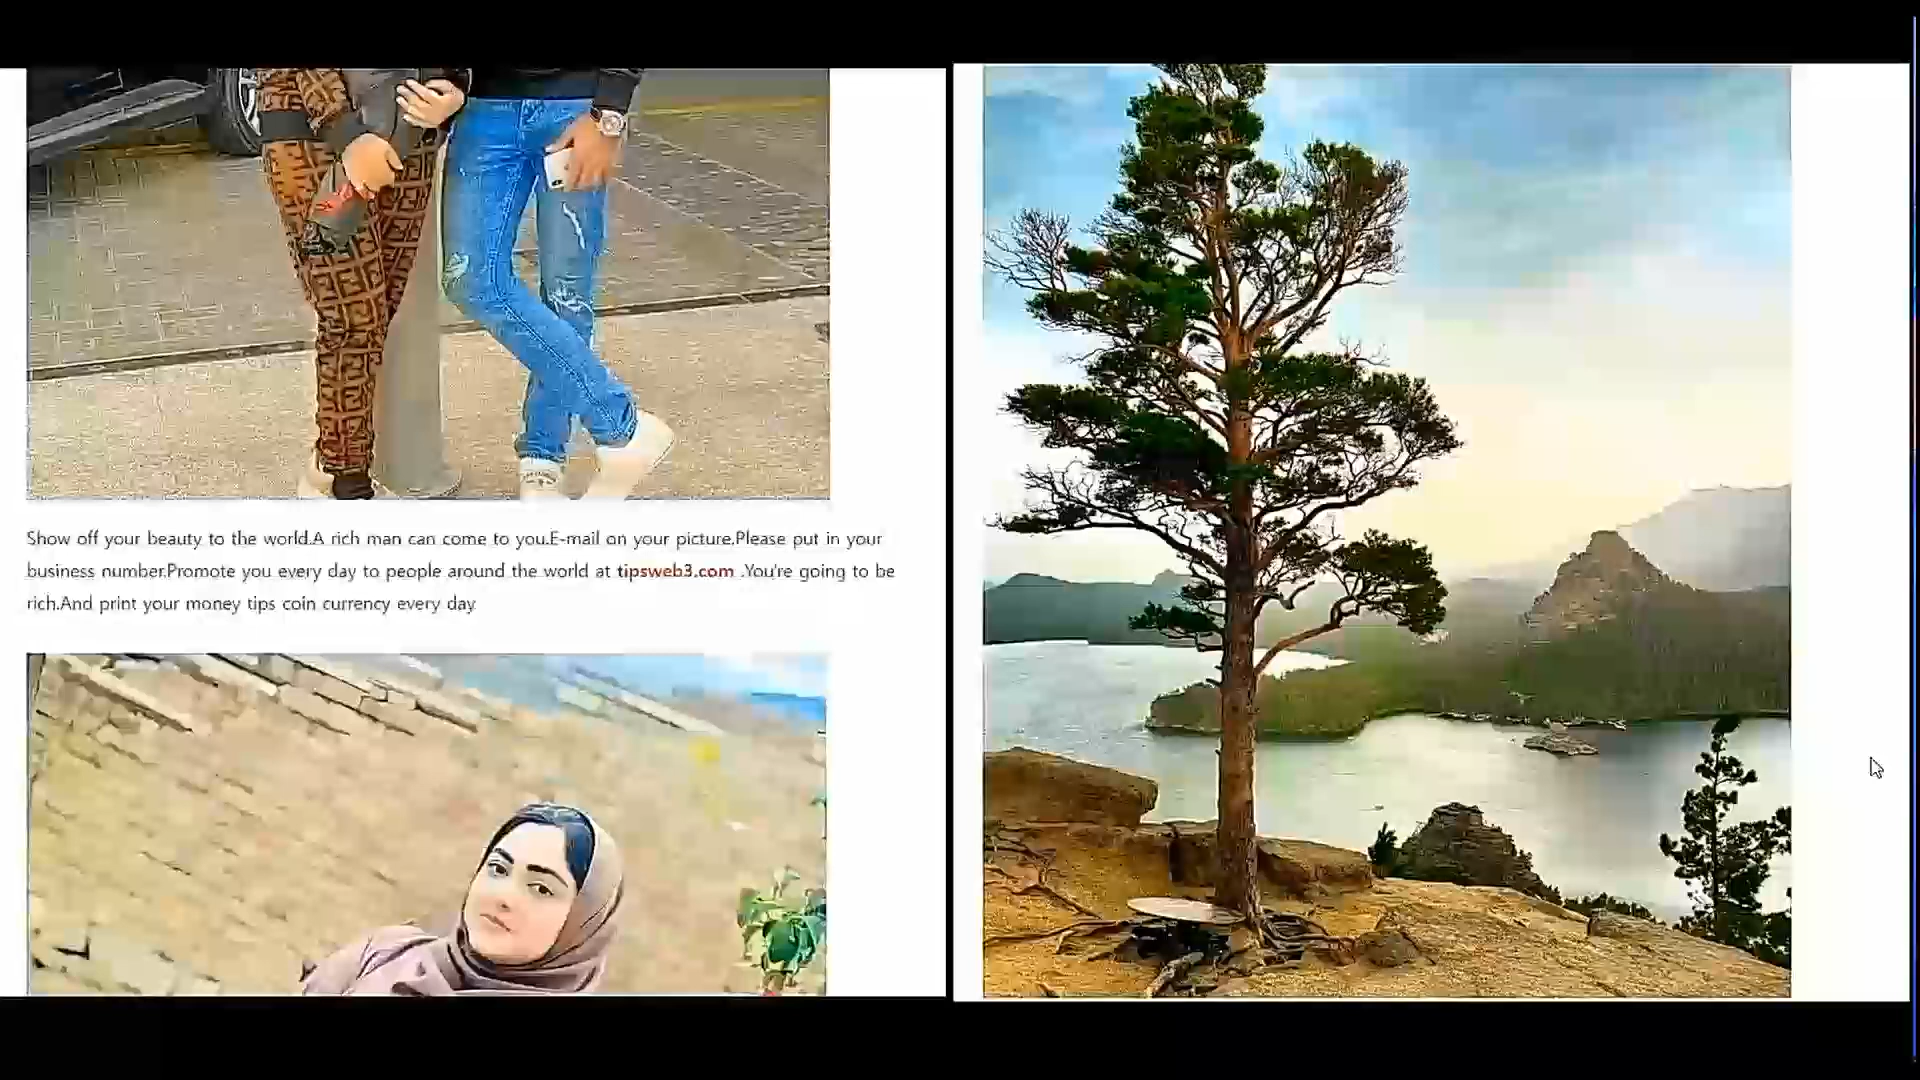 Show off your beauty to the world.A rich man can come to you.E-mail on your picture.Please put in your
business number.Promote you every day to people around the world at tipsweb3.com .You're going to be
rich.And print your money tips coin currency every day